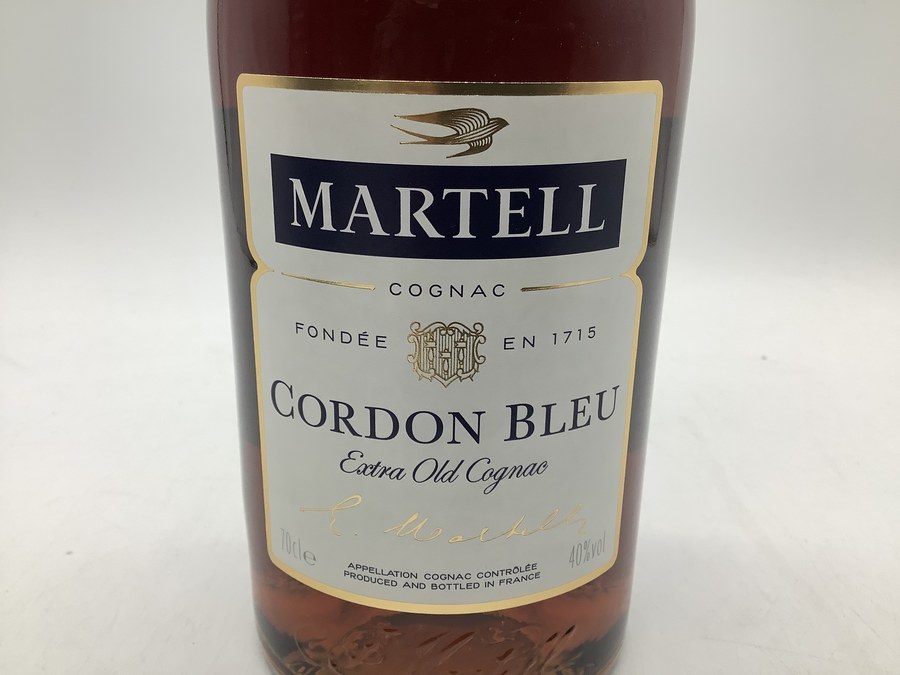 MARTELL
COGNAC
FONDÉE EN 1715
CORDON BLEU
Extra Old Cognac
E. Martell
70cl e 40%vol
APPELLATION COGNAC CONTRÔLÉE
PRODUCED AND BOTTLED IN FRANCE